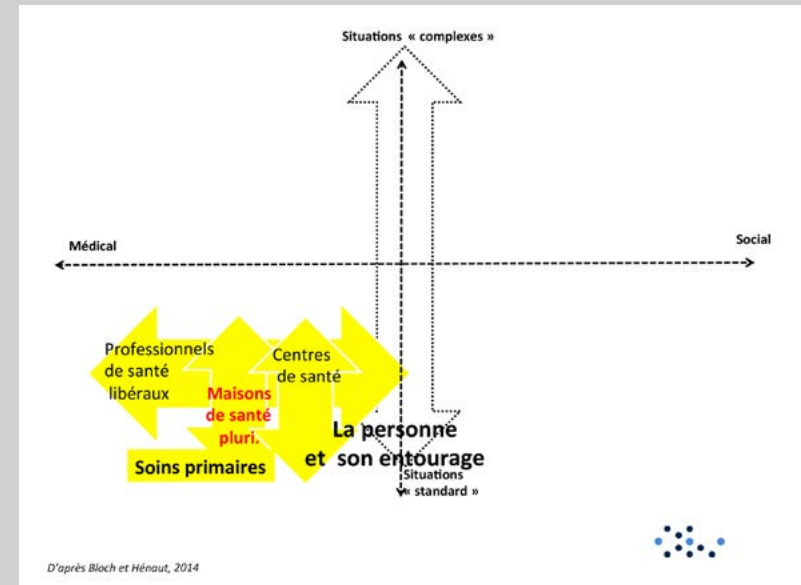 Situations « complexes »
Médical
Social
Professionnels
de santé
libéraux
Centres
de santé
Maisons
de santé
pluri.
La personne
et son entourage
Soins primaires
Situations
« standard »
D'après Bloch et Hénaut, 2014